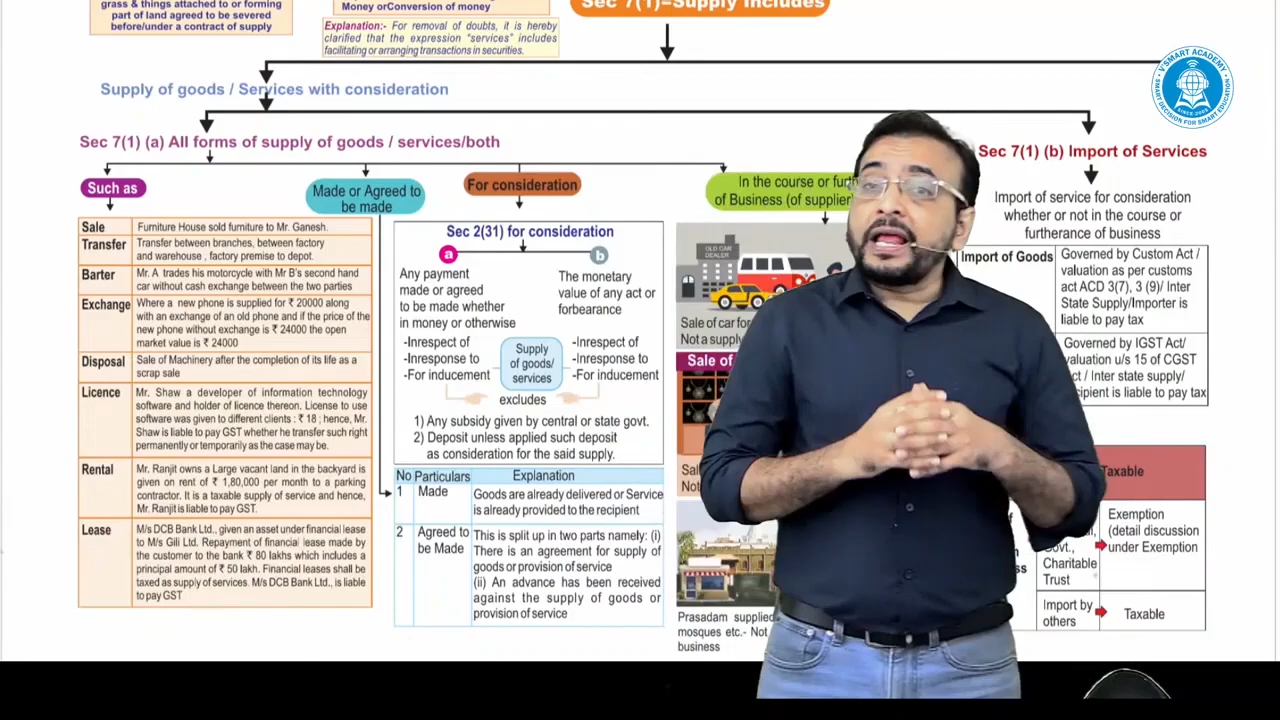 grass & things attached to or forming
part of land agreed to be severed
before/under a contract of supply
Money orConversion of money
Explanation:- For removal of doubts, it is hereby
clarified that the expression "services" includes
facilitating or arranging transactions in securities.
Sec 7(1)=Supply Includes
V'SMART ACADEMY
SINCE 2005
SMART DECISION FOR SMART EDUCATION
Supply of goods / Services with consideration
Sec 7(1) (a) All forms of supply of goods / services/both
Such as
Sale
Furniture House sold furniture to Mr. Ganesh.
Transfer
Transfer between branches, between factory
and warehouse , factory premise to depot.
Barter
Mr. A trades his motorcycle with Mr B's second hand
car without cash exchange between the two parties
Exchange
Where a new phone is supplied for ₹ 20000 along
with an exchange of an old phone and if the price of the
new phone without exchange is ₹ 24000 the open
market value is ₹ 24000
Disposal
Sale of Machinery after the completion of its life as a
scrap sale
Licence
Mr. Shaw a developer of information technology
software and holder of licence thereon. License to use
software was given to different clients : ₹ 18 ; hence, Mr.
Shaw is liable to pay GST whether he transfer such right
permanently or temporarily as the case may be.
Rental
Mr. Ranjit owns a Large vacant land in the backyard is
given on rent of ₹ 1,80,000 per month to a parking
contractor. It is a taxable supply of service and hence,
Mr. Ranjit is liable to pay GST.
Lease
M/s DCB Bank Ltd., given an asset under financial lease
to M/s Gili Ltd. Repayment of financial lease made by
the customer to the bank ₹ 80 lakhs which includes a
principal amount of ₹ 50 lakh. Financial leases shall be
taxed as supply of services. M/s DCB Bank Ltd., is liable
to pay GST
Made or Agreed to
be made
For consideration
Sec 2(31) for consideration
a
b
Any payment
made or agreed
to be made whether
in money or otherwise
-Inrespect of
-Inresponse to
-For inducement
The monetary
value of any act or
forbearance
-Inrespect of
-Inresponse to
-For inducement
Supply
of goods/
services
excludes
1) Any subsidy given by central or state govt.
2) Deposit unless applied such deposit
as consideration for the said supply.
No Particulars Explanation
1 Made
Goods are already delivered or Service
is already provided to the recipient
2 Agreed to
be Made
This is split up in two parts namely: (i)
There is an agreement for supply of
goods or provision of service
(ii) An advance has been received
against the supply of goods or
provision of service
In the course or
of Business (of supplier
OLD CAR
DEALER
Sale of car for
Not a supply
Sale of
Prasadam supplied
mosques etc.- Not
business
Sec 7(1) (b) Import of Services
Import of service for consideration
whether or not in the course or
furtherance of business
Import of Goods
Governed by Custom Act /
valuation as per customs
act ACD 3(7), 3 (9)/ Inter
State Supply/Importer is
liable to pay tax
Governed by IGST Act/
valuation u/s 15 of CGST
/ Inter state supply/
is liable to pay tax
Taxable
Govt.,
Charitable
Trust
Exemption
(detail discussion
under Exemption
Import by
others
Taxable